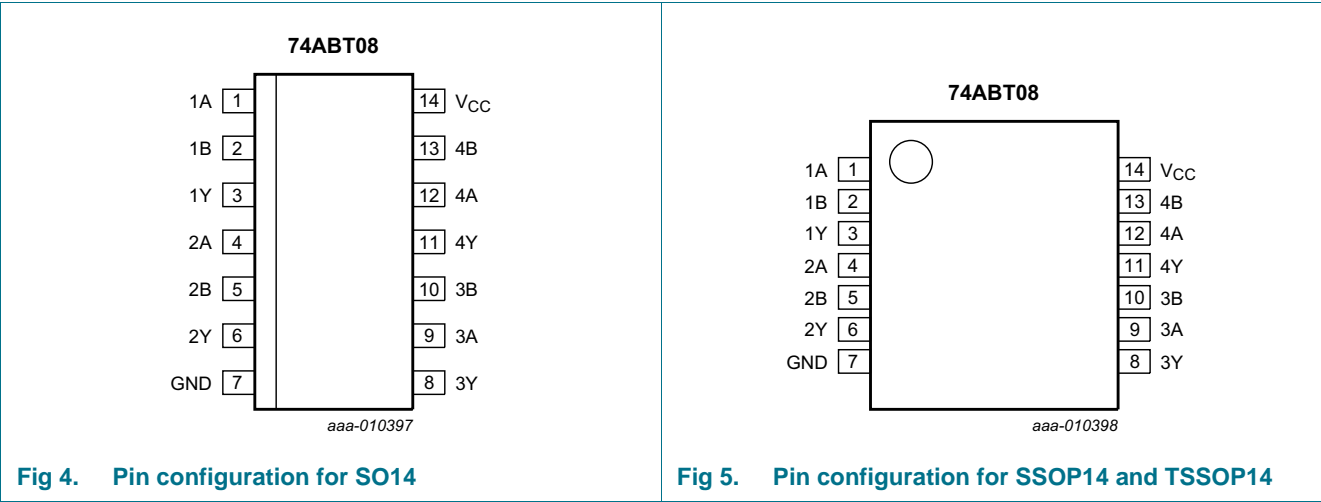 74ABT08
1A 1 14 VCC
1B 2 13 4B
1Y 3 12 4A
2A 4 11 4Y
2B 5 10 3B
2Y 6 9 3A
GND 7 8 3Y
aaa-010397
Fig 4. Pin configuration for SO14
74ABT08
1A 1 14 VCC
1B 2 13 4B
1Y 3 12 4A
2A 4 11 4Y
2B 5 10 3B
2Y 6 9 3A
GND 7 8 3Y
aaa-010398
Fig 5. Pin configuration for SSOP14 and TSSOP14